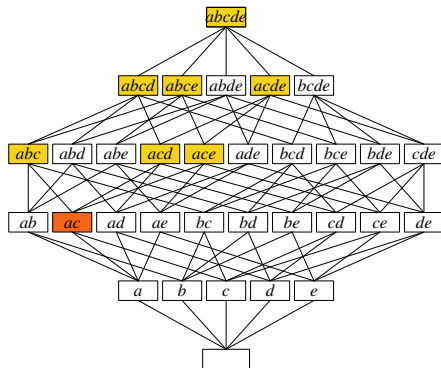 abcde
abcd abce abde acde bcde
abc abd abe acd ace ade bcd bce bde cde
ab ac ad ae bc bd be cd ce de
a b c d e